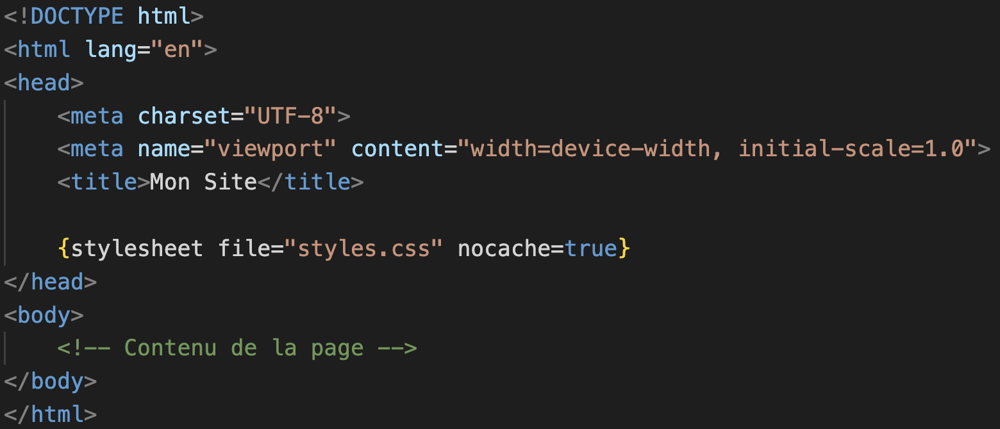 <!DOCTYPE html>
<html lang="en">
<head>
    <meta charset="UTF-8">
    <meta name="viewport" content="width=device-width, initial-scale=1.0">
    <title>Mon Site</title>

    {stylesheet file="styles.css" nocache=true}
</head>
<body>
    <!-- Contenu de la page -->
</body>
</html>